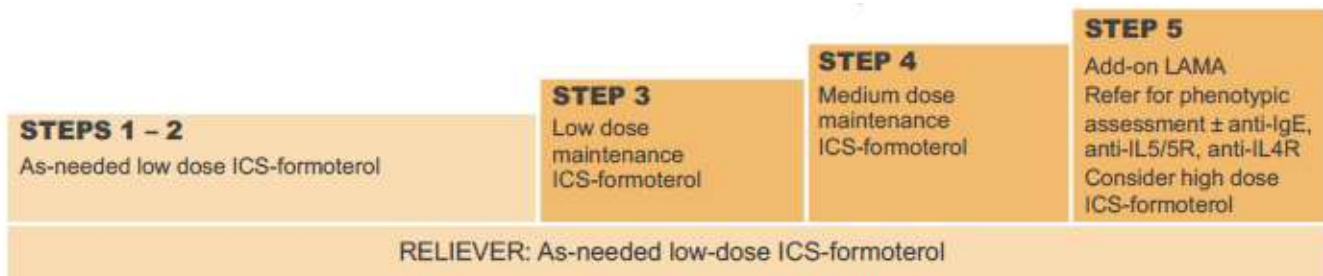 STEPS 1 – 2
As-needed low dose ICS-formoterol
STEP 3
Low dose
maintenance
ICS-formoterol
STEP 4
Medium dose
maintenance
ICS-formoterol
STEP 5
Add-on LAMA
Refer for phenotypic
assessment ± anti-IgE,
anti-IL5/5R, anti-IL4R
Consider high dose
ICS-formoterol
RELIEVER: As-needed low-dose ICS-formoterol